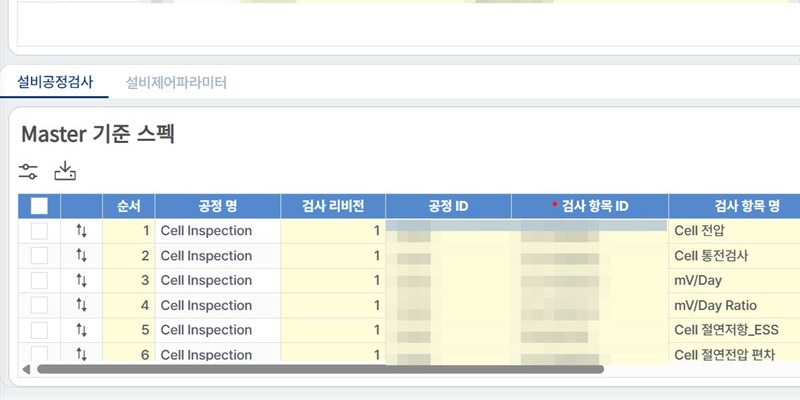 설비공정검사 설비제어파라미터
Master 기준 스펙
순서 공정 명 검사 리비전 공정 ID * 검사 항목 ID 검사 항목 명
1 Cell Inspection 1 Cell 전압
2 Cell Inspection 1 Cell 통전검사
3 Cell Inspection 1 mV/Day
4 Cell Inspection 1 mV/Day Ratio
5 Cell Inspection 1 Cell 절연저항_ESS
6 Cell Inspection 1 Cell 절연전압 편차